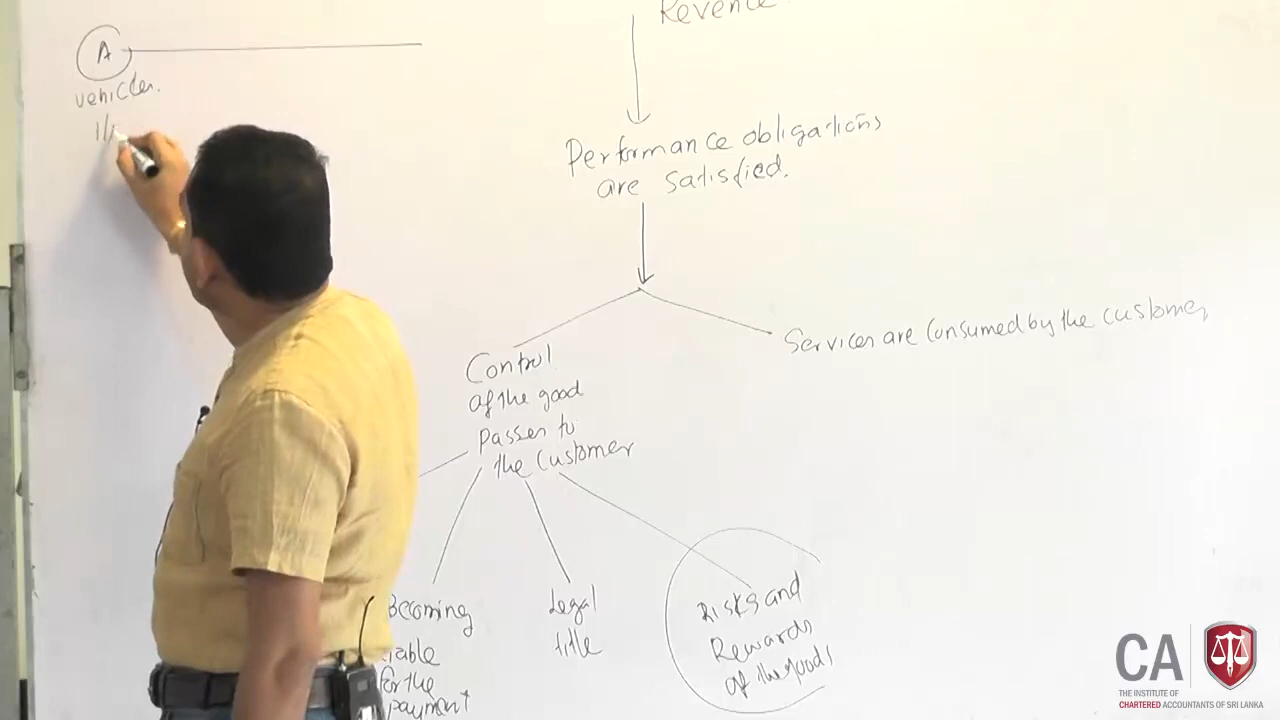 Revenue
A
vehicles.
Performance obligations
are satisfied.
Services are consumed by the customer
Control
of the good
passes to
the customer
Becoming
liable
for the
payment
Legal
title
Risks and
Rewards
of the goods
CA
THE INSTITUTE OF
CHARTERED ACCOUNTANTS OF SRI LANKA